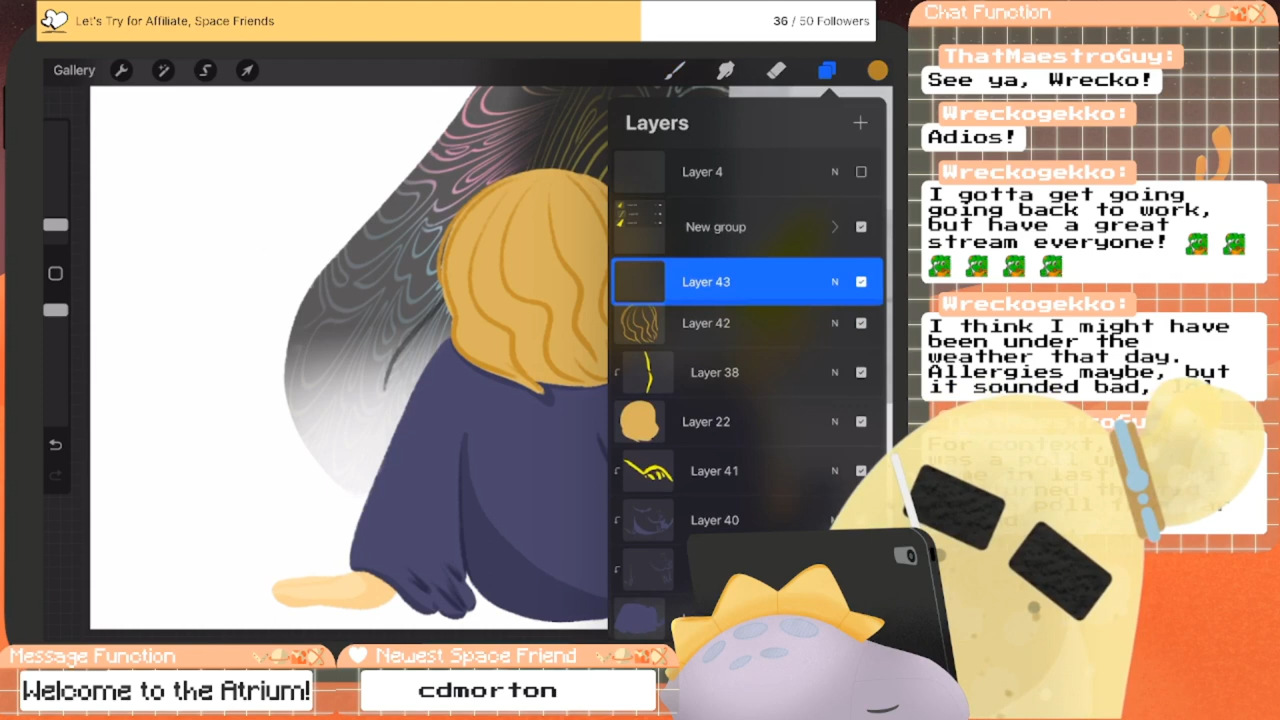 Let's Try for Affiliate, Space Friends
36 / 50 Followers
Gallery
Layers
Layer 4
N
New group
Layer 43
N
Layer 42
N
Layer 38
N
Layer 22
N
Layer 41
N
Layer 40
Chat Function
ThatMaestroGuy:
See ya, Wrecko!
Wreckogekko:
Adios!
Wreckogekko:
I gotta get going
going back to work,
but have a great
stream everyone!
Wreckogekko:
I think I might have
been under the
weather that day.
Allergies maybe, but
it sounded bad,
For context,
Message Function
Welcome to the Atrium!
Newest Space Friend
cdmorton